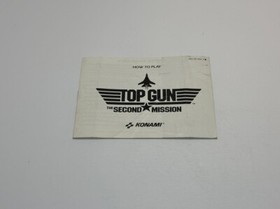 HOW TO PLAY
TOP GUN
THE SECOND MISSION
KONAMI